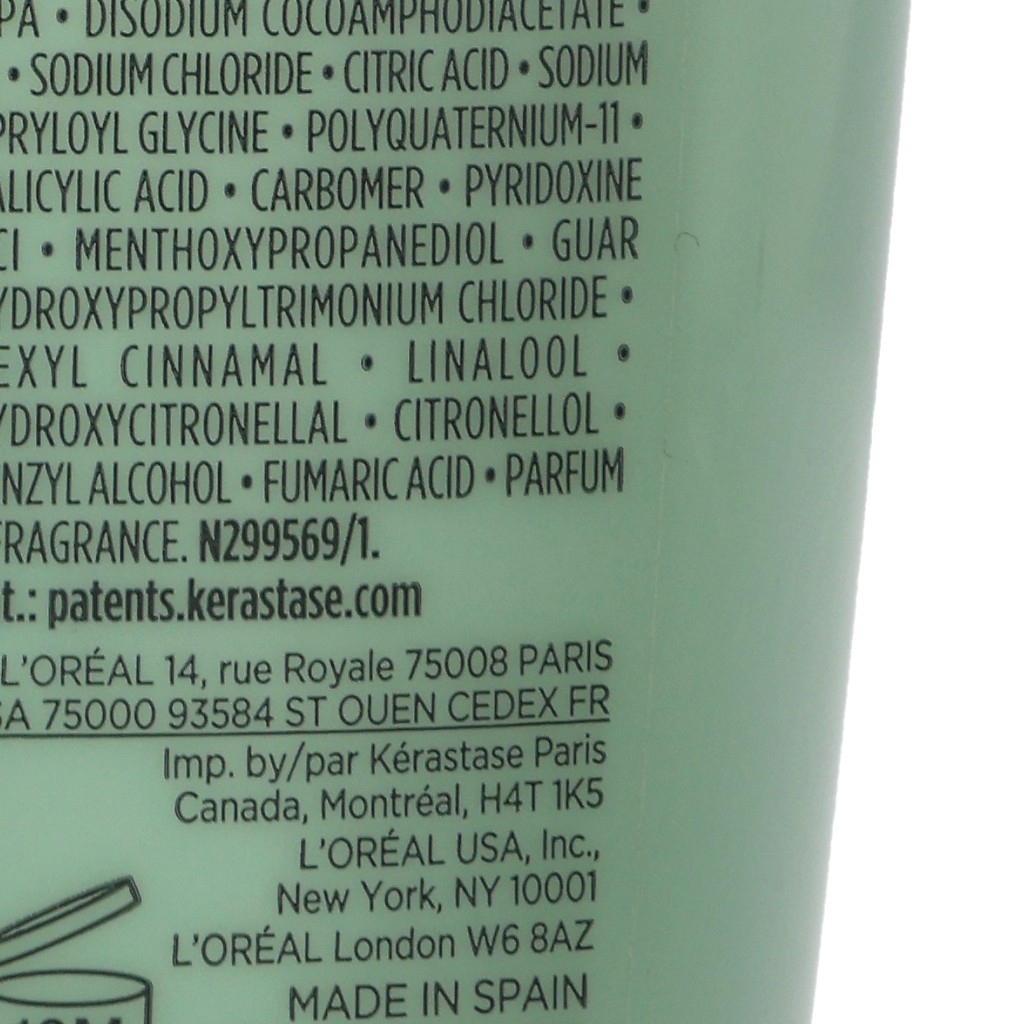 PA • DISODIUM COCOAMPHODIACETATE •
• SODIUM CHLORIDE • CITRIC ACID • SODIUM
PRYLOYL GLYCINE • POLYQUATERNIUM-11 •
ALICYLIC ACID • CARBOMER • PYRIDOXINE
CI • MENTHOXYPROPANEDIOL • GUAR
YDROXYPROPYLTRIMONIUM CHLORIDE •
EXYL CINNAMAL • LINALOOL •
YDROXYCITRONELLAL • CITRONELLOL •
NZYL ALCOHOL • FUMARIC ACID • PARFUM
FRAGRANCE. N299569/1.
t.: patents.kerastase.com
L'ORÉAL 14, rue Royale 75008 PARIS
SA 75000 93584 ST OUEN CEDEX FR
Imp. by/par Kérastase Paris
Canada, Montréal, H4T 1K5
L'ORÉAL USA, Inc.,
New York, NY 10001
L'ORÉAL London W6 8AZ
MADE IN SPAIN